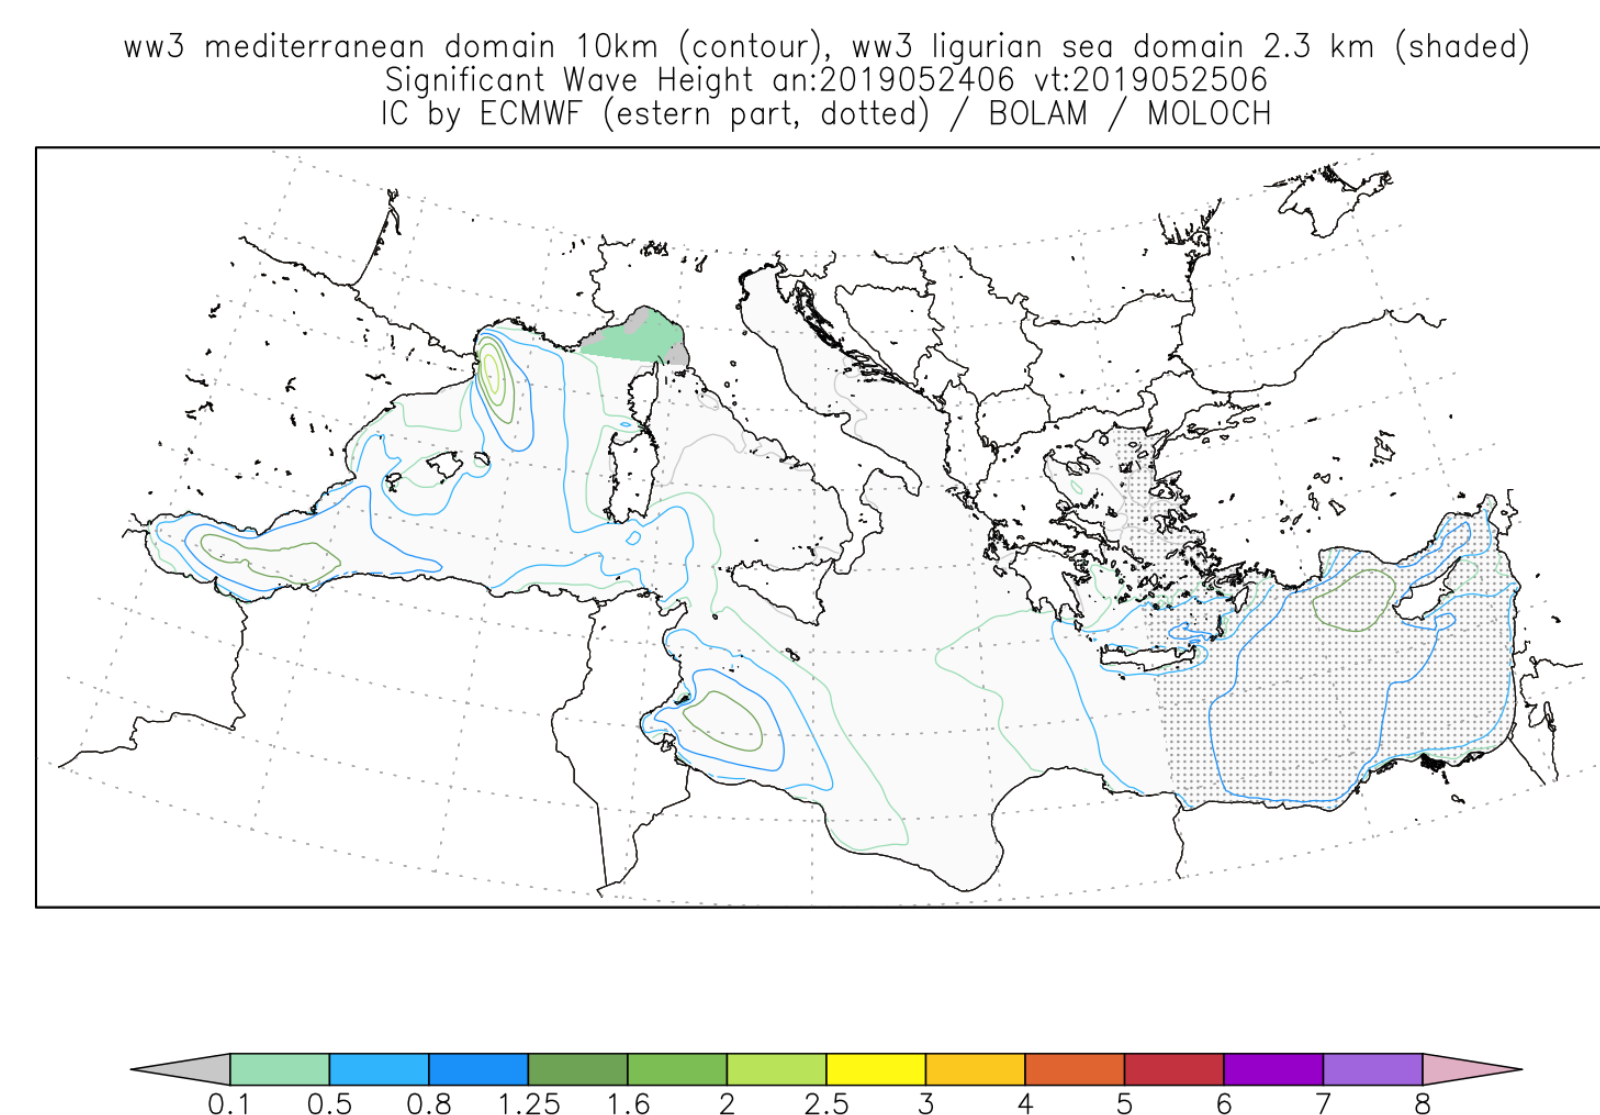 ww3 mediterranean domain 10km (contour), ww3 ligurian sea domain 2.3 km (shaded)
Significant Wave Height an:2019052406 vt:2019052506
IC by ECMWF (estern part, dotted) / BOLAM / MOLOCH
0.1 0.5 0.8 1.25 1.6 2 2.5 3 4 5 6 7 8